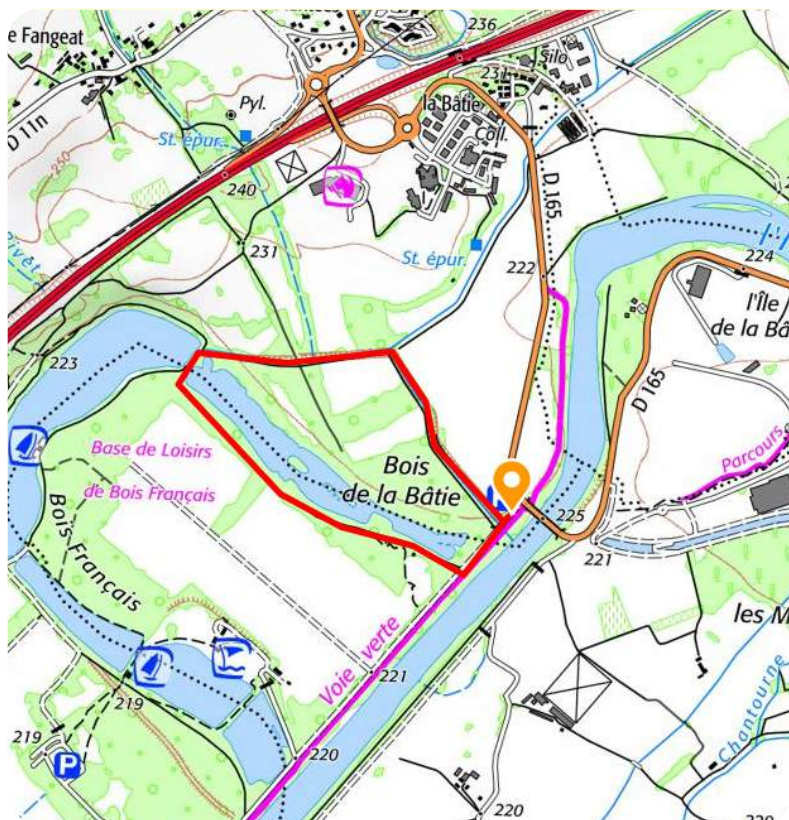 236
e Fangeat
Silo
231
la Bâtie
Pyl.
Coll.
D 11n
St. épur.
250
240
D 165
231
St. épur.
222
224
l'Île
de la Bâ
223
D 165
Base de Loisirs
de Bois Français
Bois
de la Bâtie
Parcours
Bois Français
225
221
Voie verte
les M
221
Chantourne
219
219
P
220
220